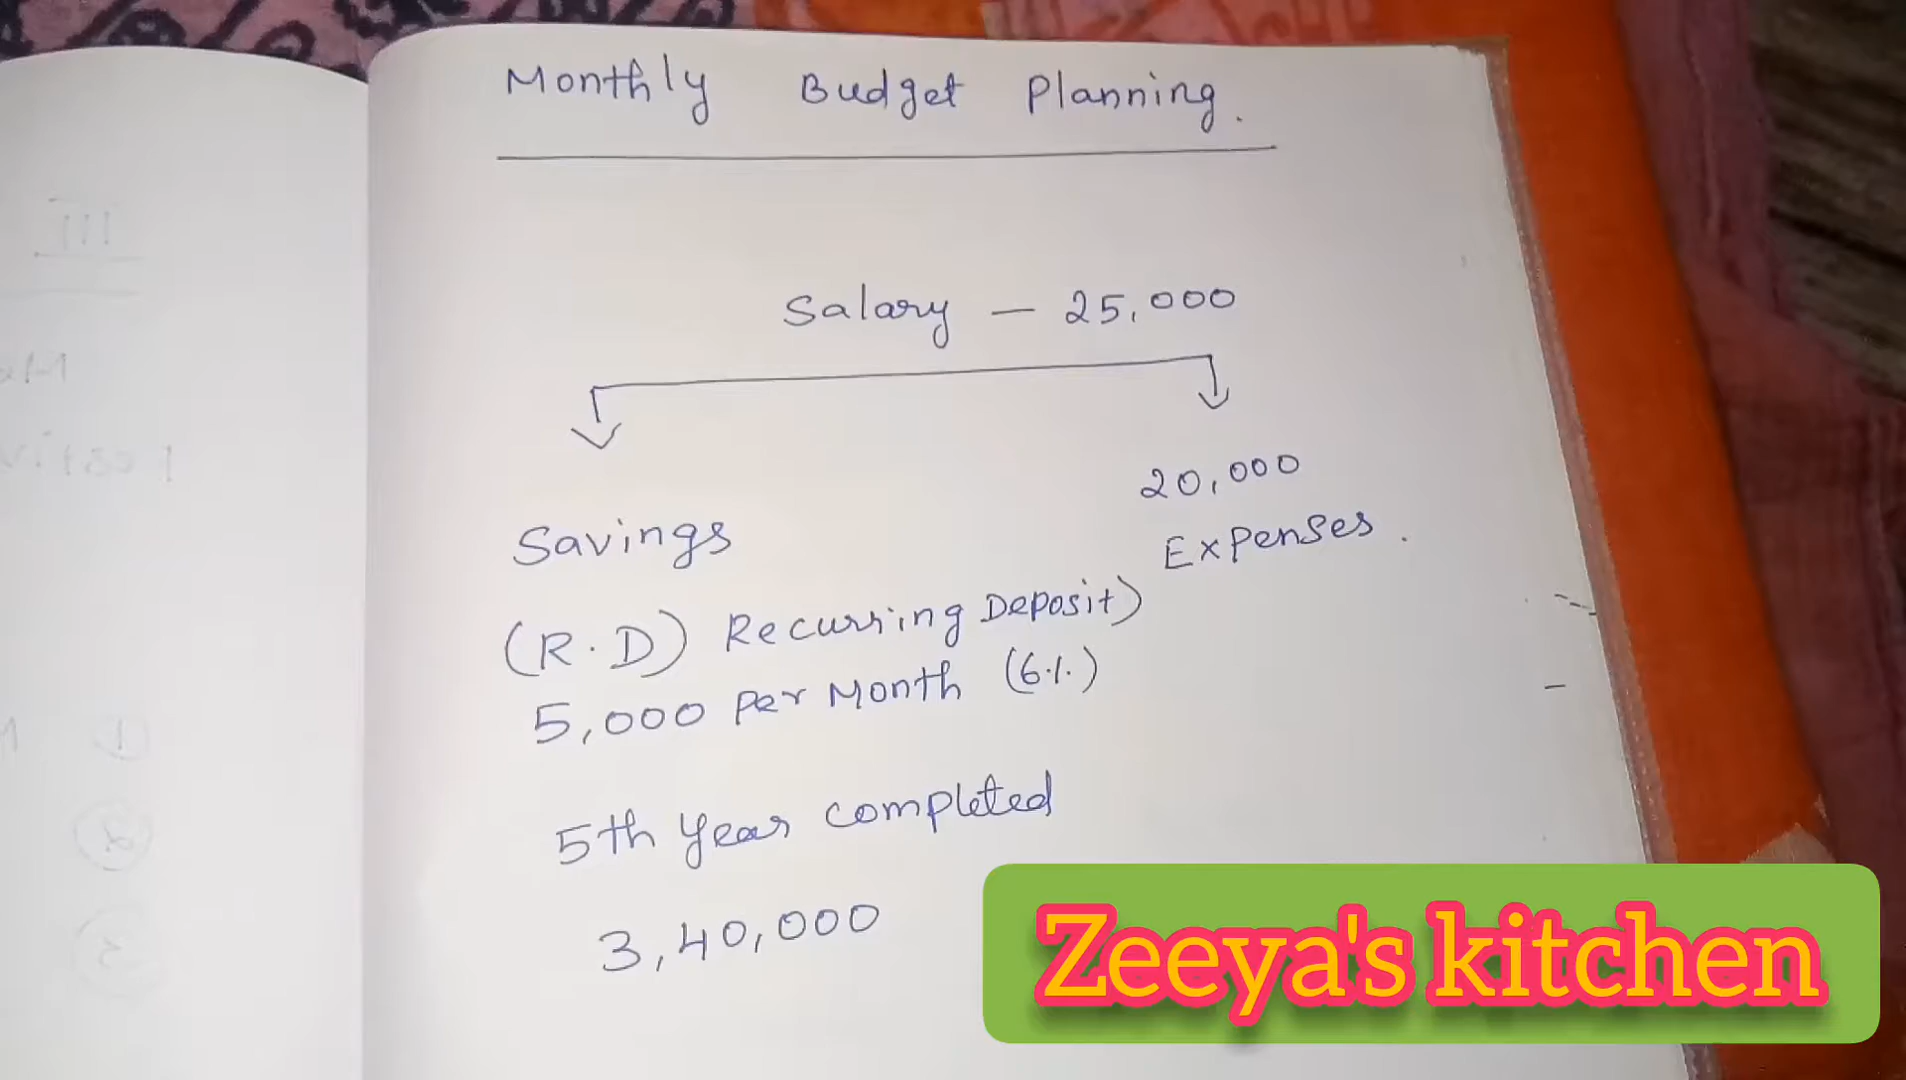 Monthly Budget Planning.
Salary — 25,000
20,000
Expenses.
Savings
(R.D) Recurring Deposit)
5,000 Per Month (6%)
5th Year completed
3,40,000
Zeeya's kitchen